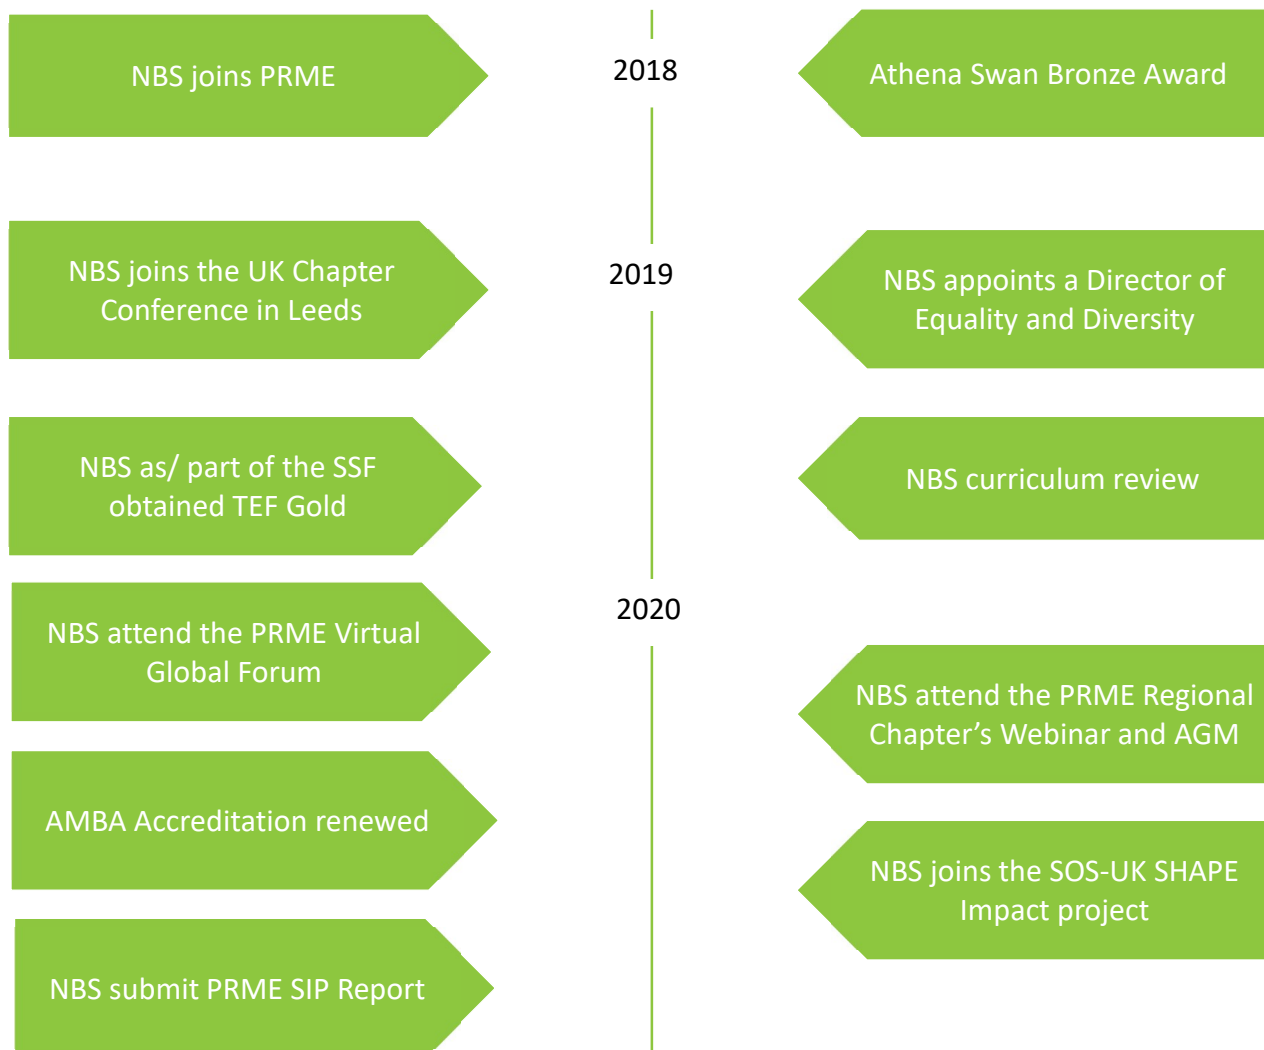 NBS joins PRME
2018
Athena Swan Bronze Award
NBS joins the UK Chapter
Conference in Leeds
2019
NBS appoints a Director of
Equality and Diversity
NBS as/ part of the SSF
obtained TEF Gold
NBS curriculum review
2020
NBS attend the PRME Virtual
Global Forum
NBS attend the PRME Regional
Chapter’s Webinar and AGM
AMBA Accreditation renewed
NBS joins the SOS-UK SHAPE
Impact project
NBS submit PRME SIP Report